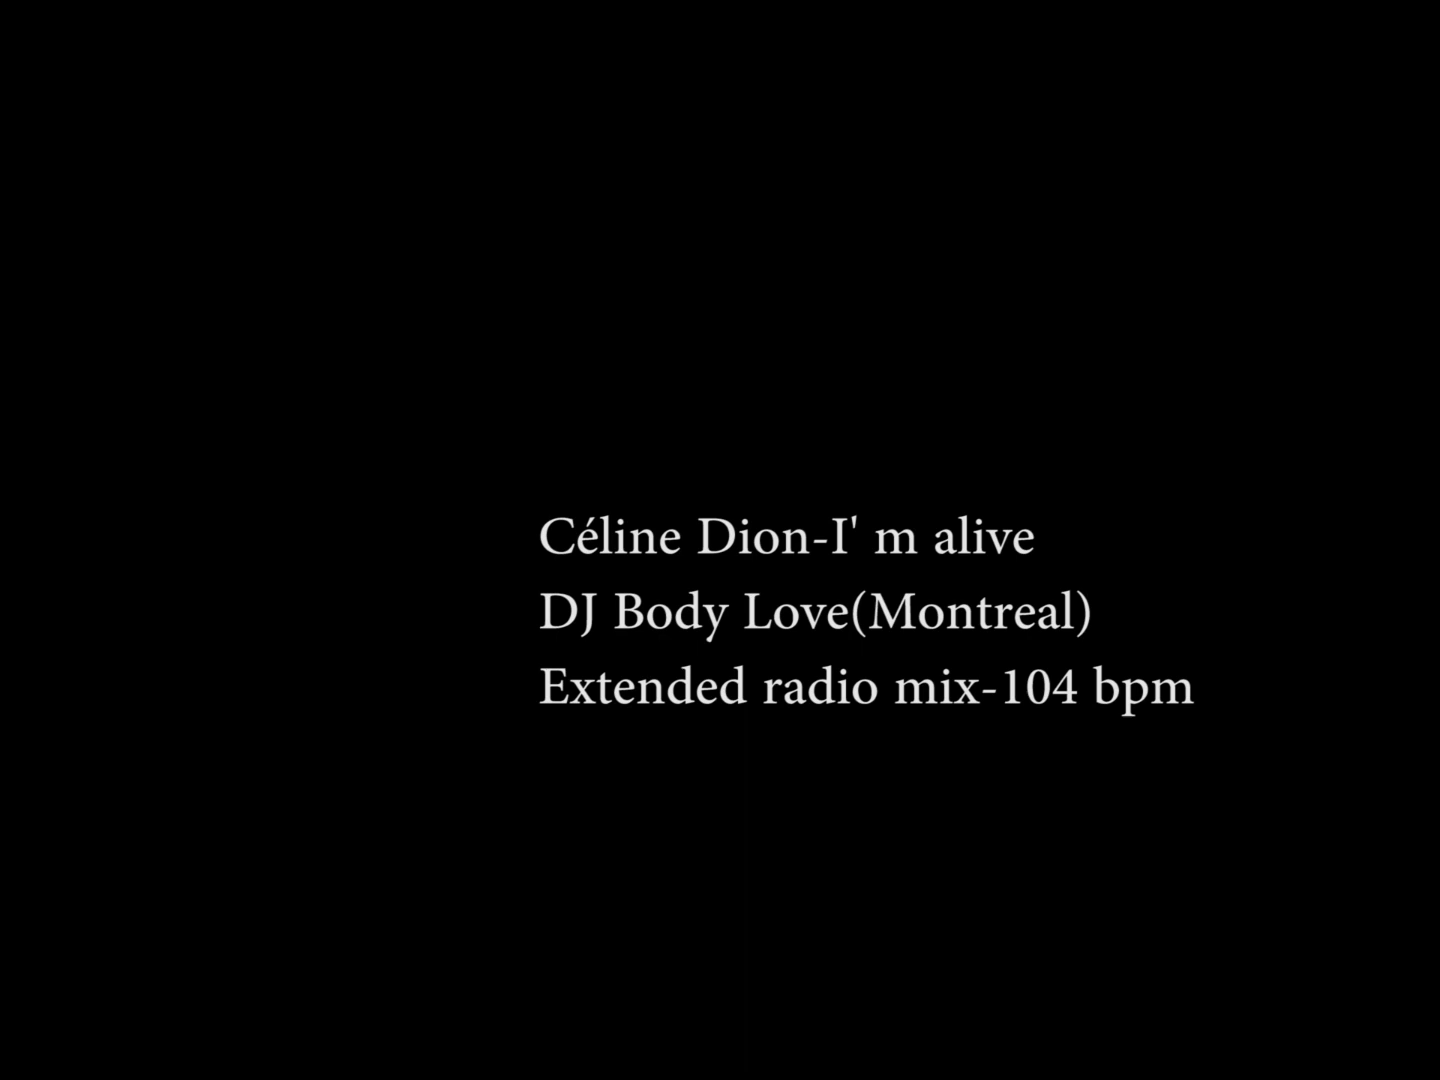 Céline Dion-I' m alive
DJ Body Love(Montreal)
Extended radio mix-104 bpm